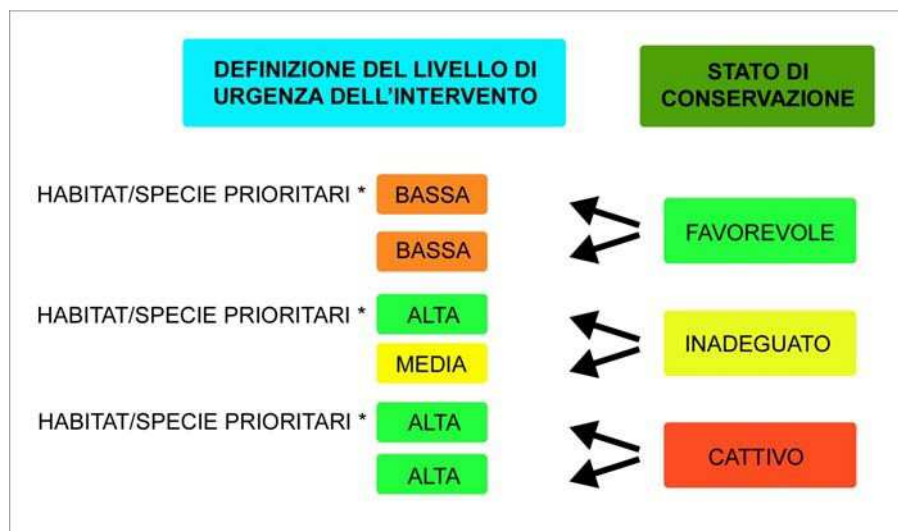 DEFINIZIONE DEL LIVELLO DI
URGENZA DELL'INTERVENTO
STATO DI
CONSERVAZIONE
HABITAT/SPECIE PRIORITARI * BASSA
BASSA
FAVOREVOLE
HABITAT/SPECIE PRIORITARI * ALTA
MEDIA
INADEGUATO
HABITAT/SPECIE PRIORITARI * ALTA
ALTA
CATTIVO